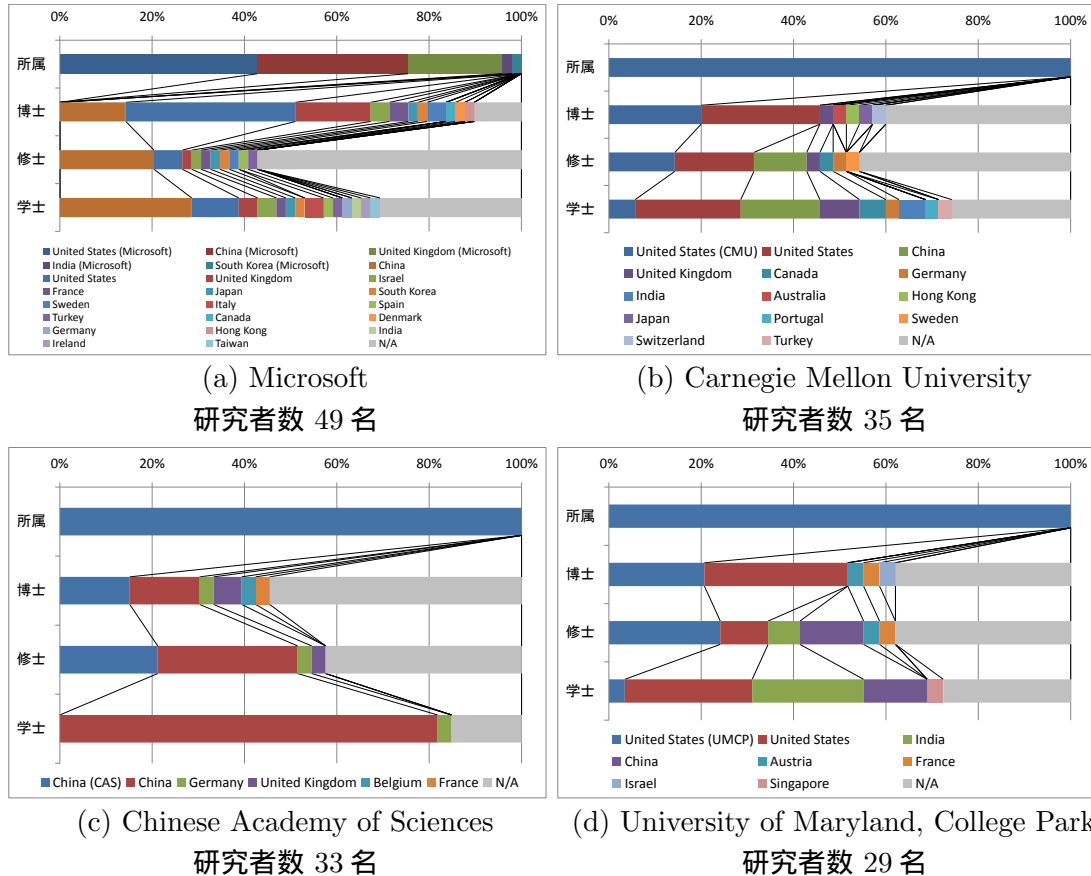 0% 20% 40% 60% 80% 100%
所属
博士
修士
学士
United States (Microsoft) China (Microsoft) United Kingdom (Microsoft)
India (Microsoft) South Korea (Microsoft) China
United States United Kingdom Israel
France Japan South Korea
Sweden Italy Spain
Turkey Canada Denmark
Germany Hong Kong India
Ireland Taiwan N/A
(a) Microsoft
研究者数 49 名
0% 20% 40% 60% 80% 100%
所属
博士
修士
学士
United States (CMU) United States China
United Kingdom Canada Germany
India Australia Hong Kong
Japan Portugal Sweden
Switzerland Turkey N/A
(b) Carnegie Mellon University
研究者数 35 名
0% 20% 40% 60% 80% 100%
所属
博士
修士
学士
China (CAS) China Germany United Kingdom Belgium France N/A
(c) Chinese Academy of Sciences
研究者数 33 名
0% 20% 40% 60% 80% 100%
所属
博士
修士
学士
United States (UMCP) United States India
China Austria France
Israel Singapore N/A
(d) University of Maryland, College Park
研究者数 29 名